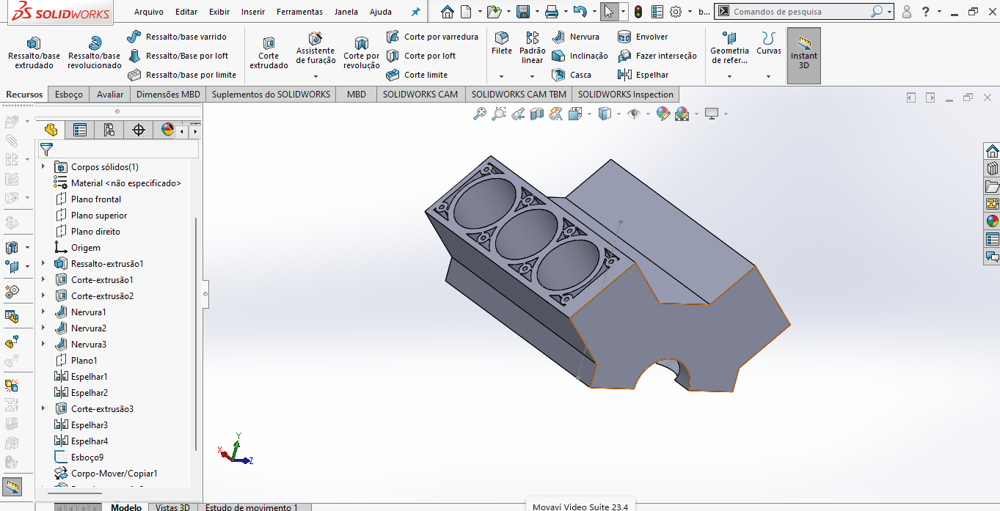 SOLIDWORKS
Arquivo Editar Exibir Inserir Ferramentas Janela Ajuda
b...
Comandos de pesquisa
Ressalto/base
extrudado
Ressalto/base
revolucionado
Ressalto/base varrido
Ressalto/Base por loft
Ressalto/base por limite
Corte
extrudado
Assistente
de furação
Corte por
revolução
Corte por varredura
Corte por loft
Corte limite
Filete
Padrão
linear
Nervura
Inclinação
Casca
Envolver
Fazer interseção
Espelhar
Geometria
de refer...
Curvas
Instant
3D
Recursos Esboço Avaliar Dimensões MBD Suplementos do SOLIDWORKS MBD SOLIDWORKS CAM SOLIDWORKS CAM TBM SOLIDWORKS Inspection
Corpos sólidos(1)
Material <não especificado>
Plano frontal
Plano superior
Plano direito
Origem
Ressalto-extrusão1
Corte-extrusão1
Corte-extrusão2
Nervura1
Nervura2
Nervura3
Plano1
Espelhar1
Espelhar2
Corte-extrusão3
Espelhar3
Espelhar4
Esboço9
Corpo-Mover/Copiar1
Y
X
Z
Modelo Vistas 3D Estudo de movimento 1
Movavi Video Suite 23.4